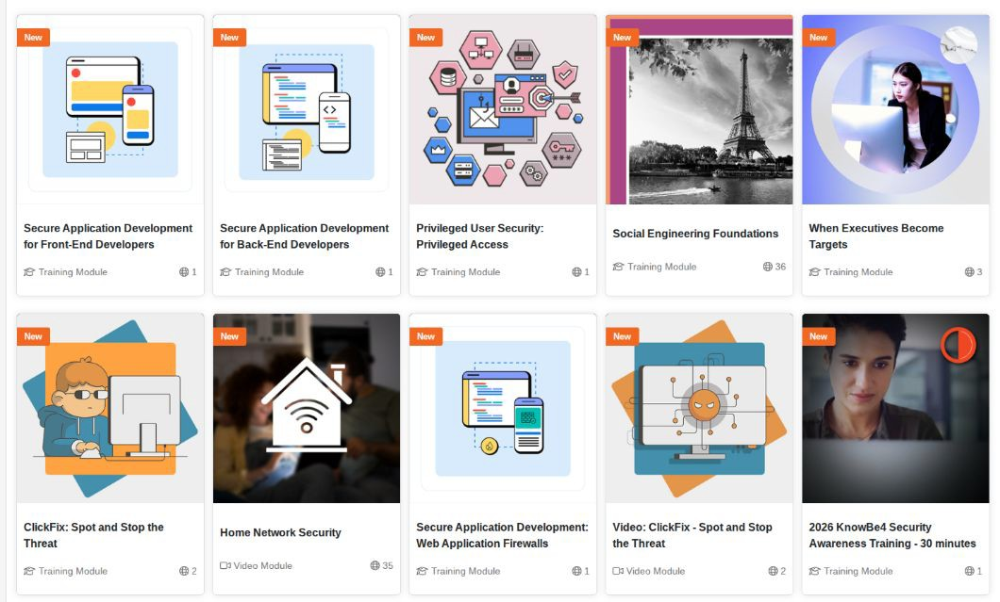 New
New
New
New
New
Secure Application Development
for Front-End Developers
Training Module
1
Secure Application Development
for Back-End Developers
Training Module
1
Privileged User Security:
Privileged Access
Training Module
1
Social Engineering Foundations
Training Module
36
When Executives Become
Targets
Training Module
3
New
New
New
New
New
ClickFix: Spot and Stop the
Threat
Training Module
2
Home Network Security
Video Module
35
Secure Application Development:
Web Application Firewalls
Training Module
1
Video: ClickFix - Spot and Stop
the Threat
Video Module
2
2026 KnowBe4 Security
Awareness Training - 30 minutes
Training Module
1